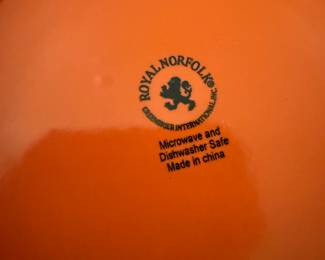 ROYAL NORFOLK®
GREENBRIER INTERNATIONAL, INC.
Microwave and
Dishwasher Safe
Made in china